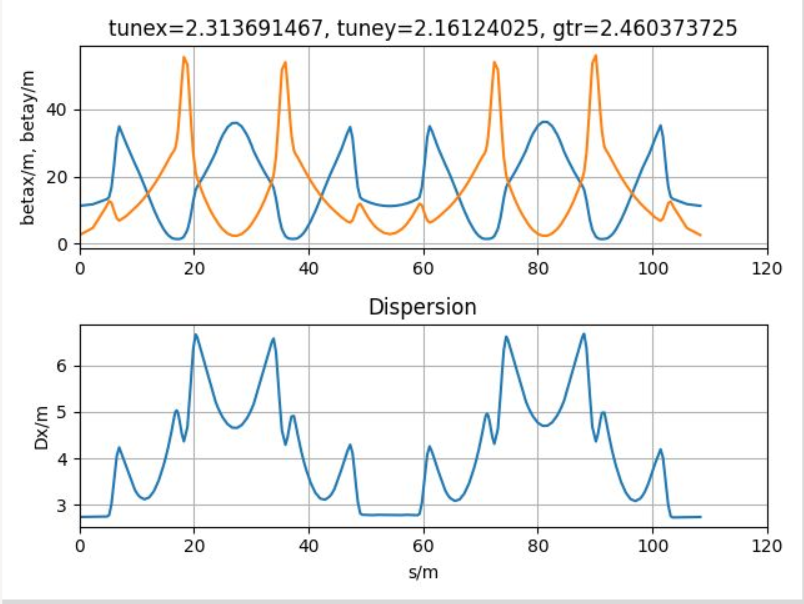 tunex=2.313691467, tuney=2.16124025, gtr=2.460373725
betax/m, betay/m
40
20
0
0 20 40 60 80 100 120
Dispersion
Dx/m
6
5
4
3
0 20 40 60 80 100 120
s/m